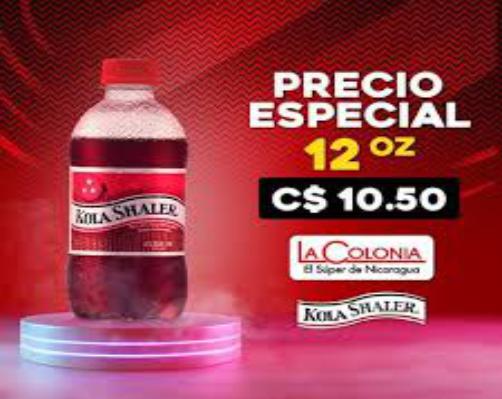 KOLA SHALER
PRECIO
ESPECIAL
12 OZ
C$ 10.50
LA COLONIA
El Súper de Nicaragua
KOLA SHALER